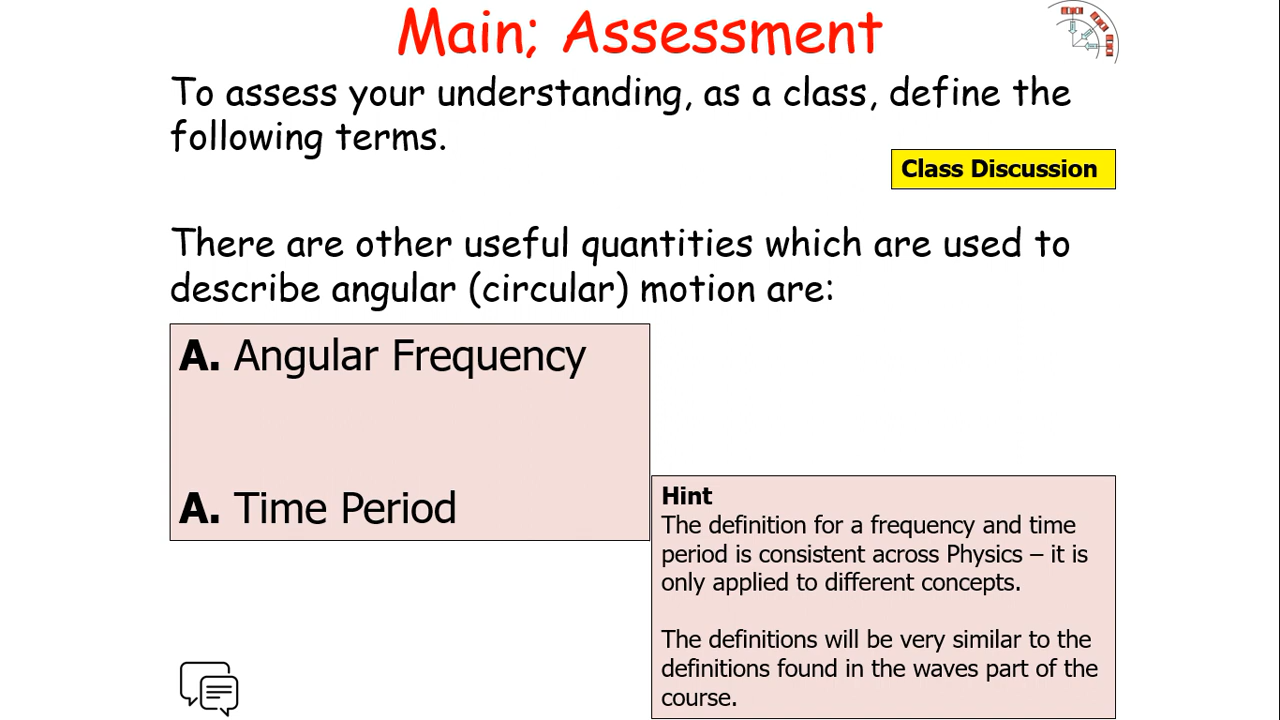 Main; Assessment
To assess your understanding, as a class, define the
following terms.
Class Discussion
There are other useful quantities which are used to
describe angular (circular) motion are:
A. Angular Frequency
A. Time Period
Hint
The definition for a frequency and time
period is consistent across Physics – it is
only applied to different concepts.
The definitions will be very similar to the
definitions found in the waves part of the
course.